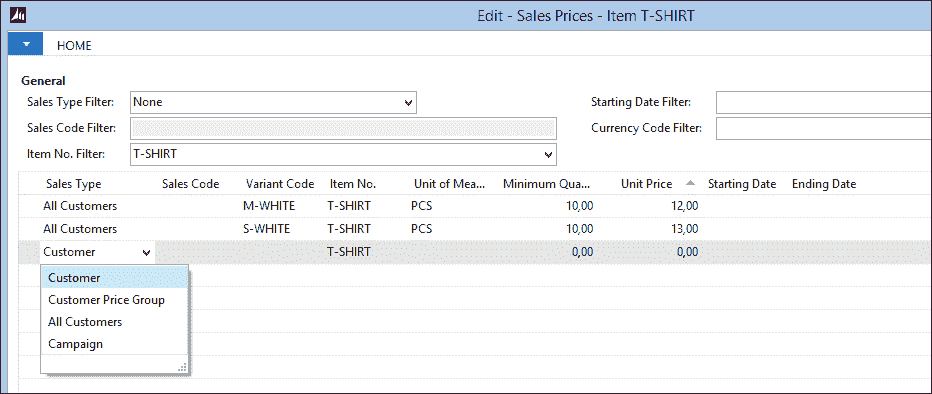 Edit - Sales Prices - Item T-SHIRT
HOME
General
Sales Type Filter: None Starting Date Filter:
Sales Code Filter: Currency Code Filter:
Item No. Filter: T-SHIRT
Sales Type Sales Code Variant Code Item No. Unit of Mea... Minimum Qua... Unit Price Starting Date Ending Date
All Customers M-WHITE T-SHIRT PCS 10,00 12,00
All Customers S-WHITE T-SHIRT PCS 10,00 13,00
Customer T-SHIRT 0,00 0,00
Customer
Customer Price Group
All Customers
Campaign